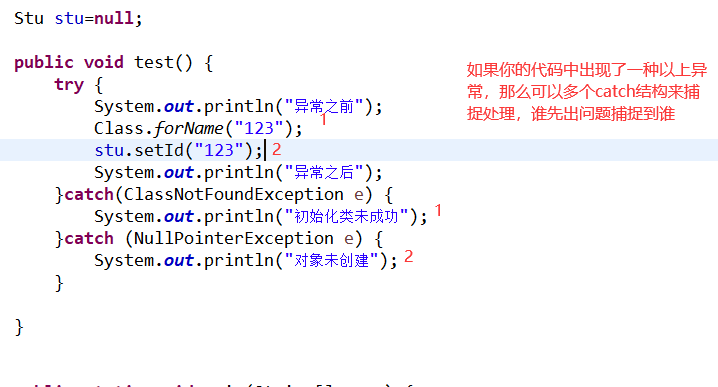 Stu stu=null;
public void test() {
try {
System.out.println("异常之前");
Class.forName("123"); 1
stu.setId("123"); 2
System.out.println("异常之后");
}catch(ClassNotFoundException e) {
System.out.println("初始化类未成功"); 1
}catch (NullPointerException e) {
System.out.println("对象未创建"); 2
}
}
如果你的代码中出现了一种以上异
常，那么可以多个catch结构来捕
捉处理，谁先出问题捕捉到谁